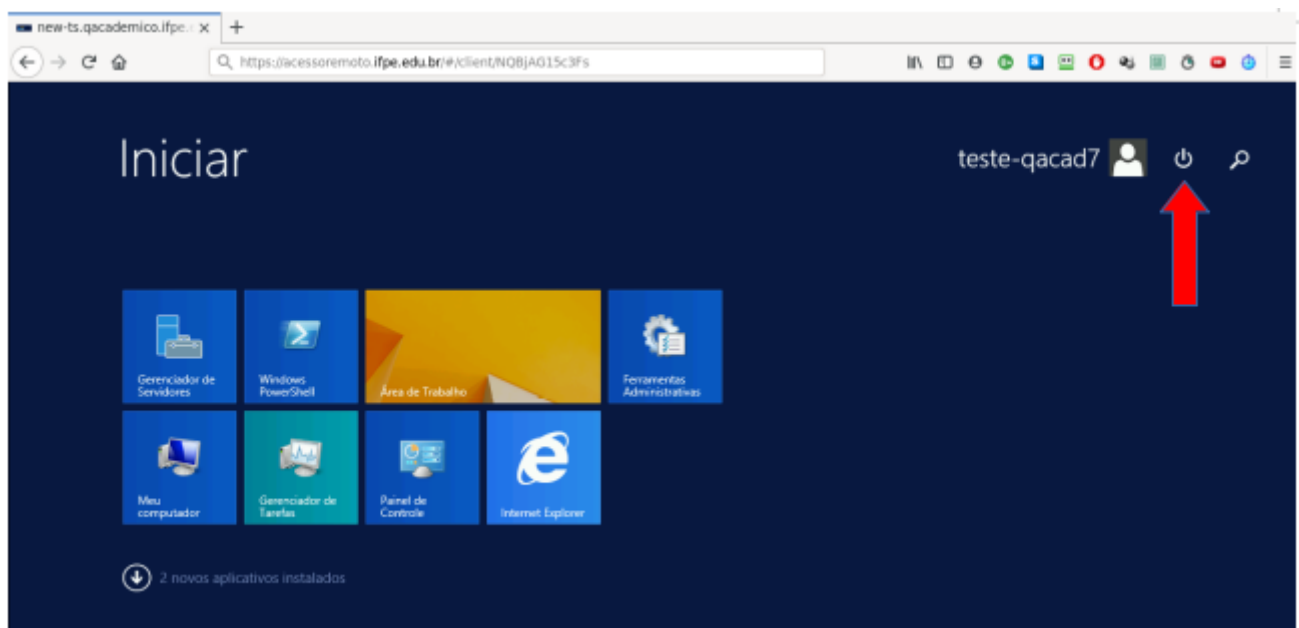 new-ts.qacademico.ifpe.
https://acessoremoto.ifpe.edu.br/#/client/NQBjAG15c3Fs
Iniciar
teste-qacad7
Gerenciador de
Servidores
Windows
PowerShell
Área de Trabalho
Ferramentas
Administrativas
Meu
computador
Gerenciador de
Tarefas
Painel de
Controle
Internet Explorer
2 novos aplicativos instalados